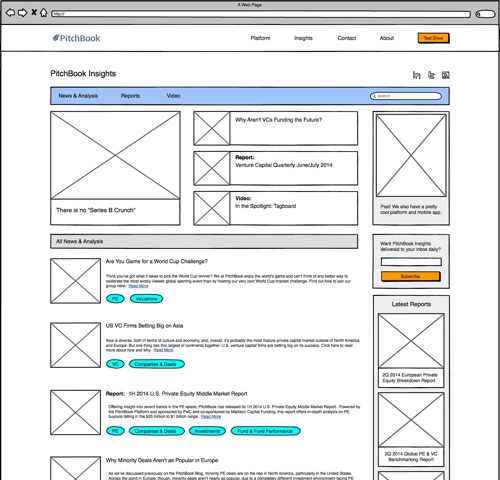 A Web Page
http://
PitchBook
Platform
Insights
Contact
About
Test Drive
PitchBook Insights
News & Analysis
Reports
Video
search
There is no "Series B Crunch"
Why Aren't VCs Funding the Future?
Report:
Venture Capital Quarterly June/July 2014
Video:
In the Spotlight: Tagboard
Psst! We also have a pretty
cool platform and mobile app.
All News & Analysis
Are You Game for a World Cup Challenge?
Think you've got what it takes to pick the World Cup winner? We at PitchBook enjoy the world's game and can't think of any better way to
celebrate the most widely viewed global sporting event than by hosting our very own World Cup bracket challenge. Find out how to join our
group here. Read More
PE
Valuations
US VC Firms Betting Big on Asia
Asia is diverse, both in terms of culture and economy, and, overall, it's probably the most mature private capital market outside of North America
and Europe. But one thing ties this largest of continents together: U.S. venture capital firms are betting big on its success. Click here to read
more about how and why. Read More
VC
Companies & Deals
Report: 1H 2014 U.S. Private Equity Middle Market Report
Offering insight into recent trends in the PE space, PitchBook has released its 1H 2014 U.S. Private Equity Middle Market Report. Powered by
the PitchBook Platform and sponsored by PwC and co-sponsored by Madison Capital Funding, this report offers in-depth analysis on PE
buyouts falling in the $25 million to $1 billion range. Read More
PE
Companies & Deals
Investments
Fund & Fund Performance
Why Minority Deals Aren't as Popular in Europe
As we've discussed previously on the PitchBook Blog, minority PE deals are on the rise in North America, particularly in the United States.
Across the pond in Europe, though, minority deals aren't nearly as popular, due to a completely different investment environment facing PE
Want PitchBook Insights
delivered to your inbox daily?
Subscribe
Latest Reports
2Q 2014 European Private
Equity Breakdown Report
2Q 2014 Global PE & VC
Benchmarking Report